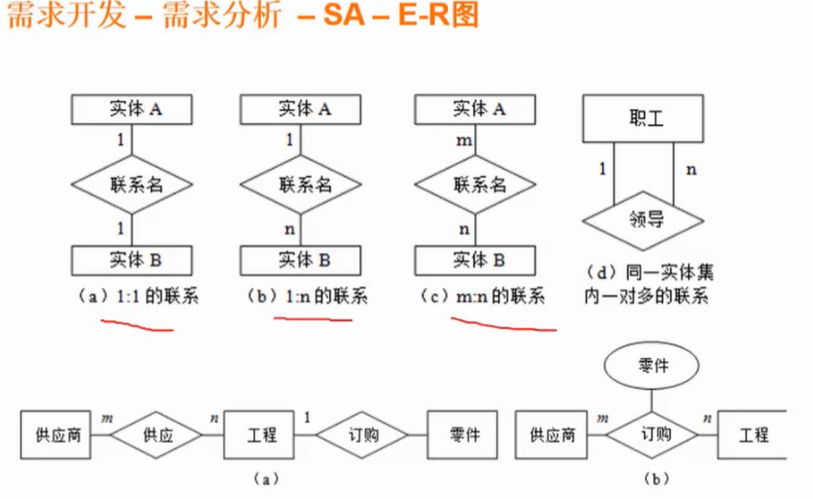 需求开发 – 需求分析 – SA – E-R图
实体 A
1
联系名
1
实体 B
(a) 1:1 的联系
实体 A
1
联系名
n
实体 B
(b) 1:n 的联系
实体 A
m
联系名
n
实体 B
(c) m:n 的联系
职工
1 n
领导
(d) 同一实体集
内一对多的联系
供应商 m 供应 n 工程 1 订购 零件
(a)
零件
供应商 m 订购 n 工程
(b)